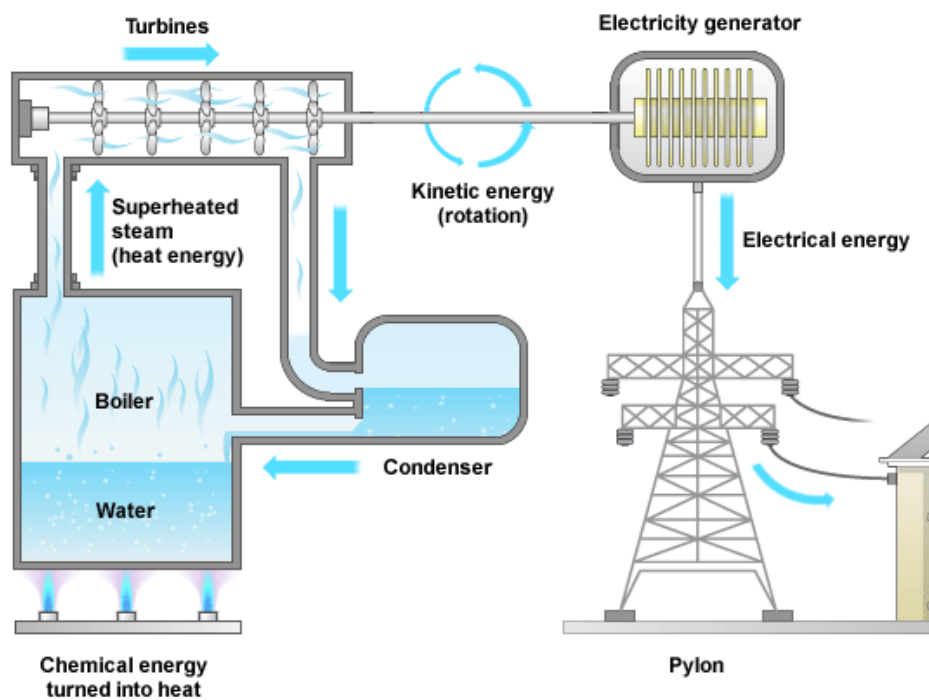 Turbines
Electricity generator
Kinetic energy
(rotation)
Superheated
steam
(heat energy)
Electrical energy
Boiler
Condenser
Water
Chemical energy
turned into heat
Pylon